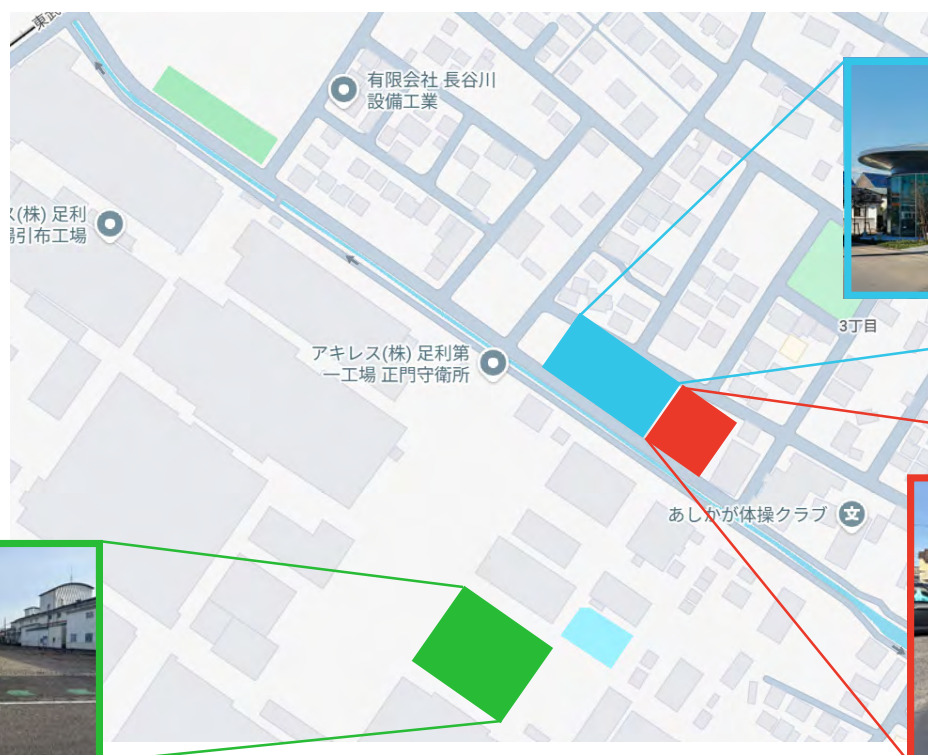 東武
有限会社 長谷川
設備工業
(株) 足利
場引布工場
3丁目
アキレス(株) 足利第
一工場 正門守衛所
あしかが体操クラブ
文